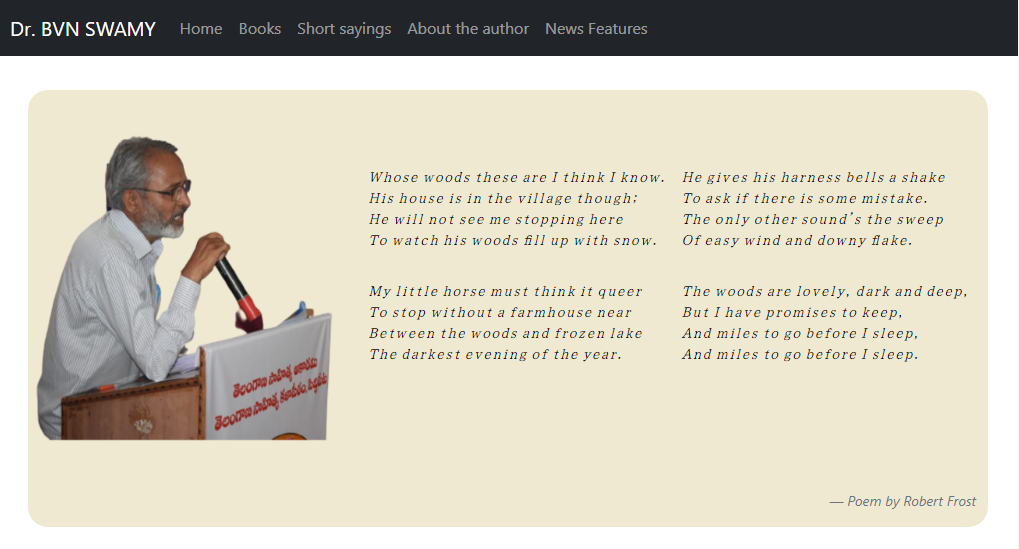 Dr. BVN SWAMY Home Books Short sayings About the author News Features
Whose woods these are I think I know.
His house is in the village though;
He will not see me stopping here
To watch his woods fill up with snow.
My little horse must think it queer
To stop without a farmhouse near
Between the woods and frozen lake
The darkest evening of the year.
He gives his harness bells a shake
To ask if there is some mistake.
The only other sound’s the sweep
Of easy wind and downy flake.
The woods are lovely, dark and deep,
But I have promises to keep,
And miles to go before I sleep,
And miles to go before I sleep.
తెలంగాణ సాహిత్య అకాడమి
తెలంగాణ సాహిత్య కళాపీఠం, సిద్దిపేట
— Poem by Robert Frost